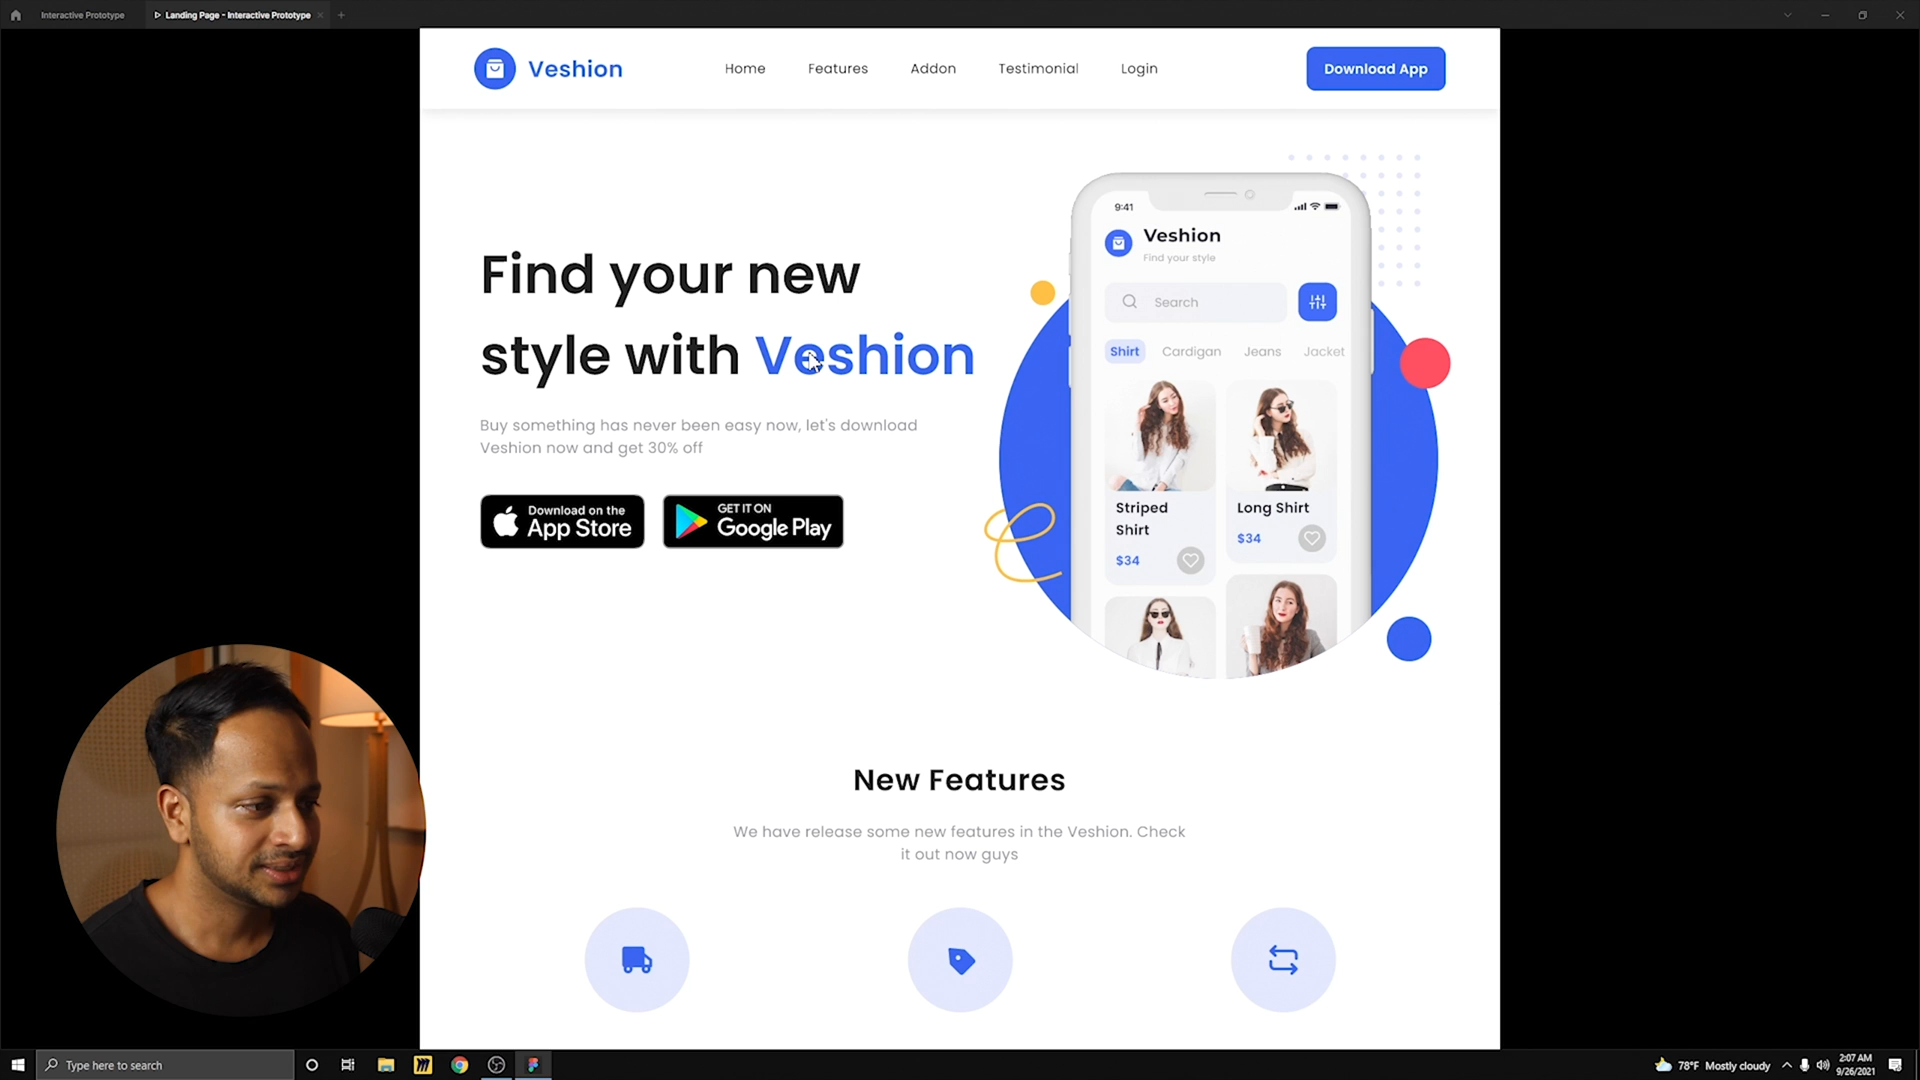 Interactive Prototype
Landing Page - Interactive Prototype
Veshion
Home
Features
Addon
Testimonial
Login
Download App
Find your new
style with Veshion
Buy something has never been easy now, let's download
Veshion now and get 30% off
Download on the
App Store
GET IT ON
Google Play
9:41
Veshion
Find your style
Search
Shirt
Cardigan
Jeans
Jacket
Striped
Shirt
$34
Long Shirt
$34
New Features
We have release some new features in the Veshion. Check
it out now guys
Type here to search
78°F Mostly cloudy
2:07 AM
9/26/2021